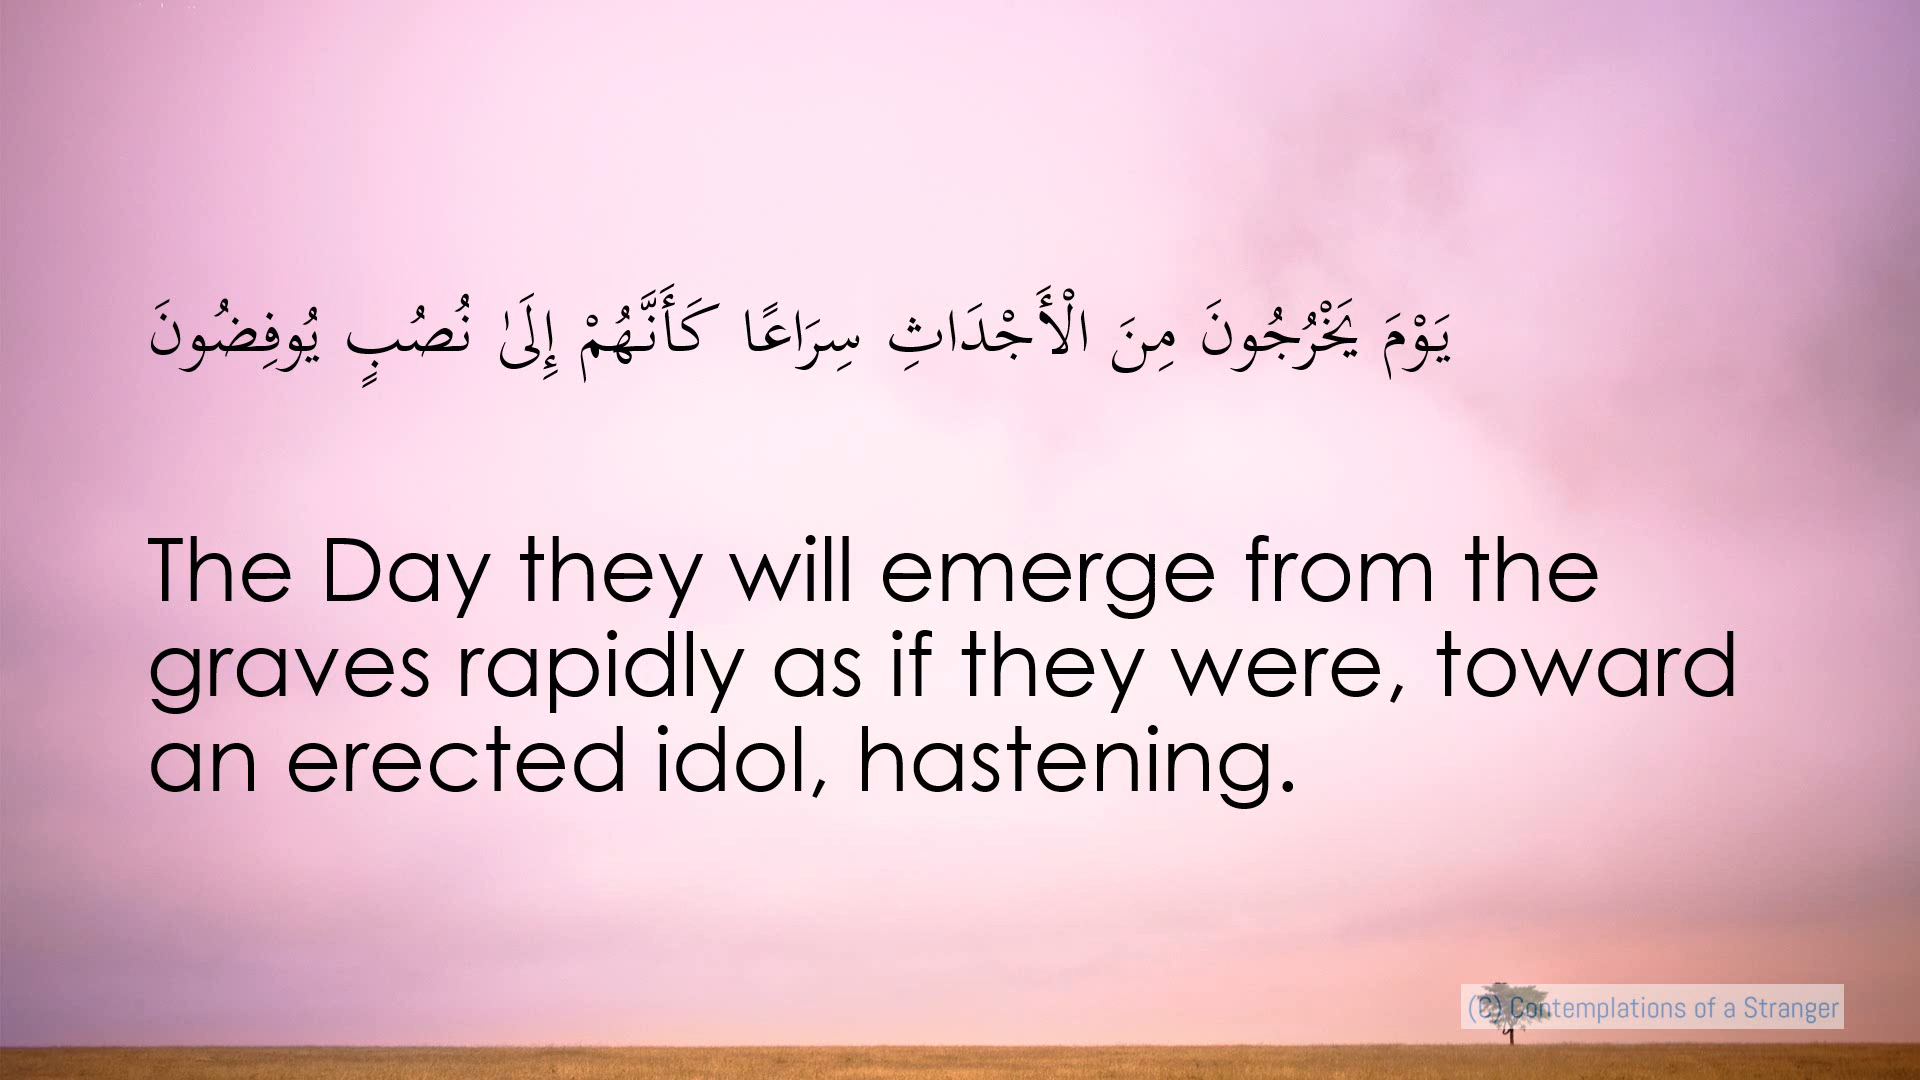 يَوْمَ يَخْرُجُونَ مِنَ الْأَجْدَاثِ سِرَاعًا كَأَنَّهُمْ إِلَىٰ نُصُبٍ يُوفِضُونَ
The Day they will emerge from the
graves rapidly as if they were, toward
an erected idol, hastening.
(C) Contemplations of a Stranger